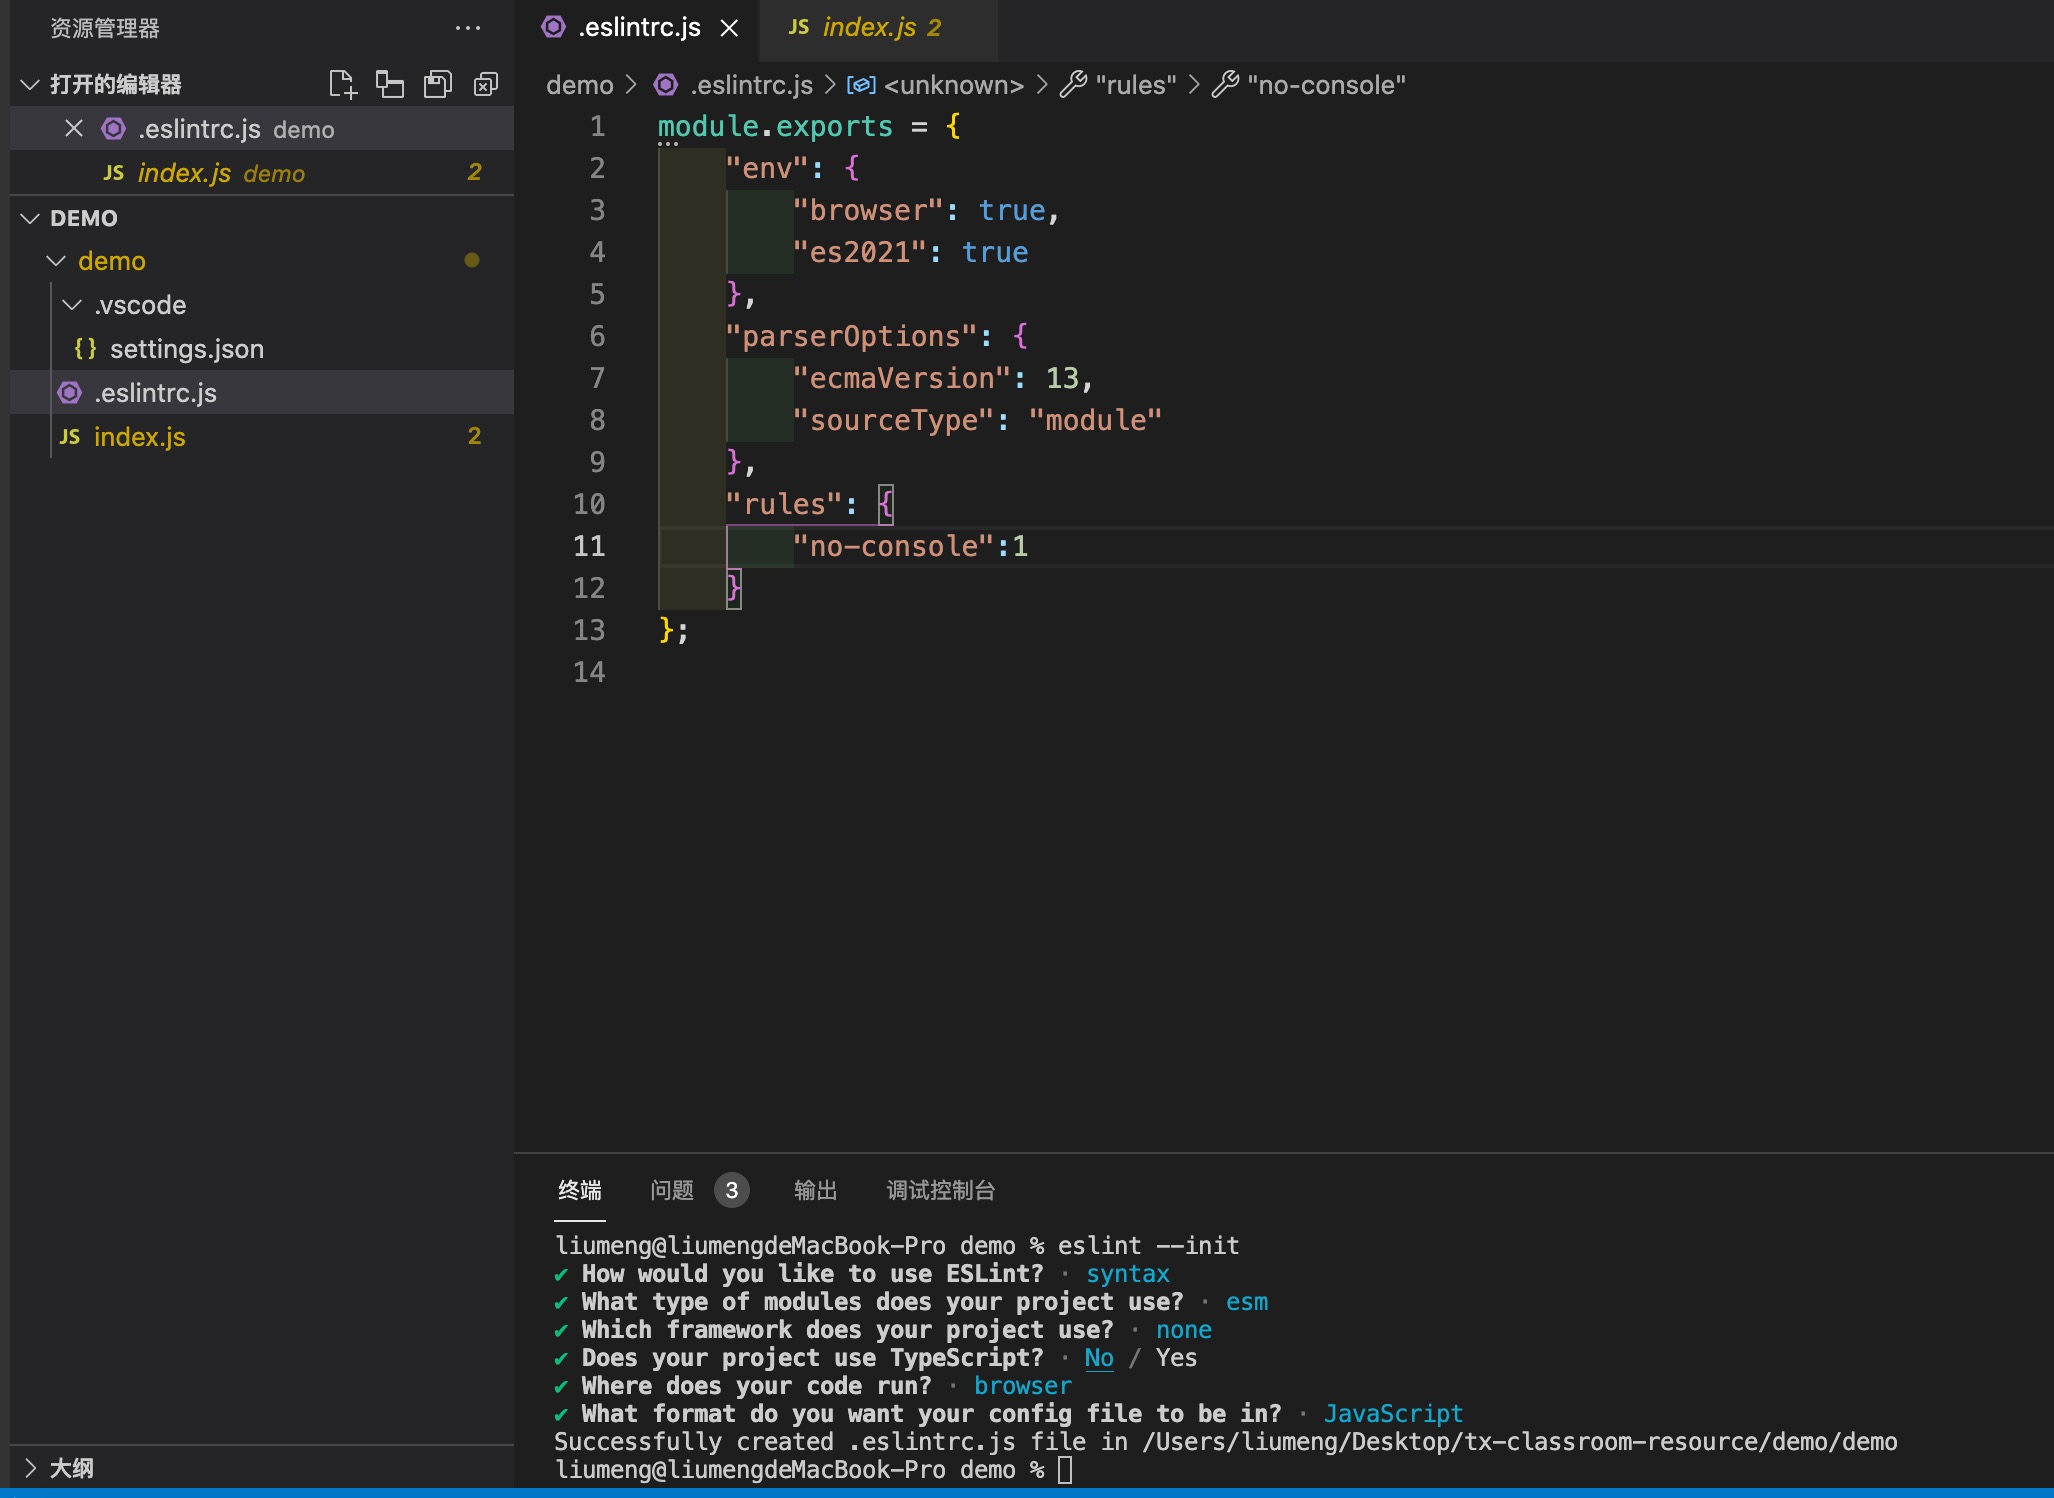 资源管理器
打开的编辑器
.eslintrc.js demo
JS index.js demo 2
DEMO
demo
.vscode
{} settings.json
.eslintrc.js
JS index.js 2
大纲
.eslintrc.js
JS index.js 2
demo > .eslintrc.js > <unknown> > "rules" > "no-console"
1 module.exports = {
2 "env": {
3 "browser": true,
4 "es2021": true
5 },
6 "parserOptions": {
7 "ecmaVersion": 13,
8 "sourceType": "module"
9 },
10 "rules": {
11 "no-console":1
12 }
13 };
14
终端 问题 3 输出 调试控制台
liumeng@liumengdeMacBook-Pro demo % eslint --init
✔ How would you like to use ESLint? · syntax
✔ What type of modules does your project use? · esm
✔ Which framework does your project use? · none
✔ Does your project use TypeScript? · No / Yes
✔ Where does your code run? · browser
✔ What format do you want your config file to be in? · JavaScript
Successfully created .eslintrc.js file in /Users/liumeng/Desktop/tx-classroom-resource/demo/demo
liumeng@liumengdeMacBook-Pro demo %